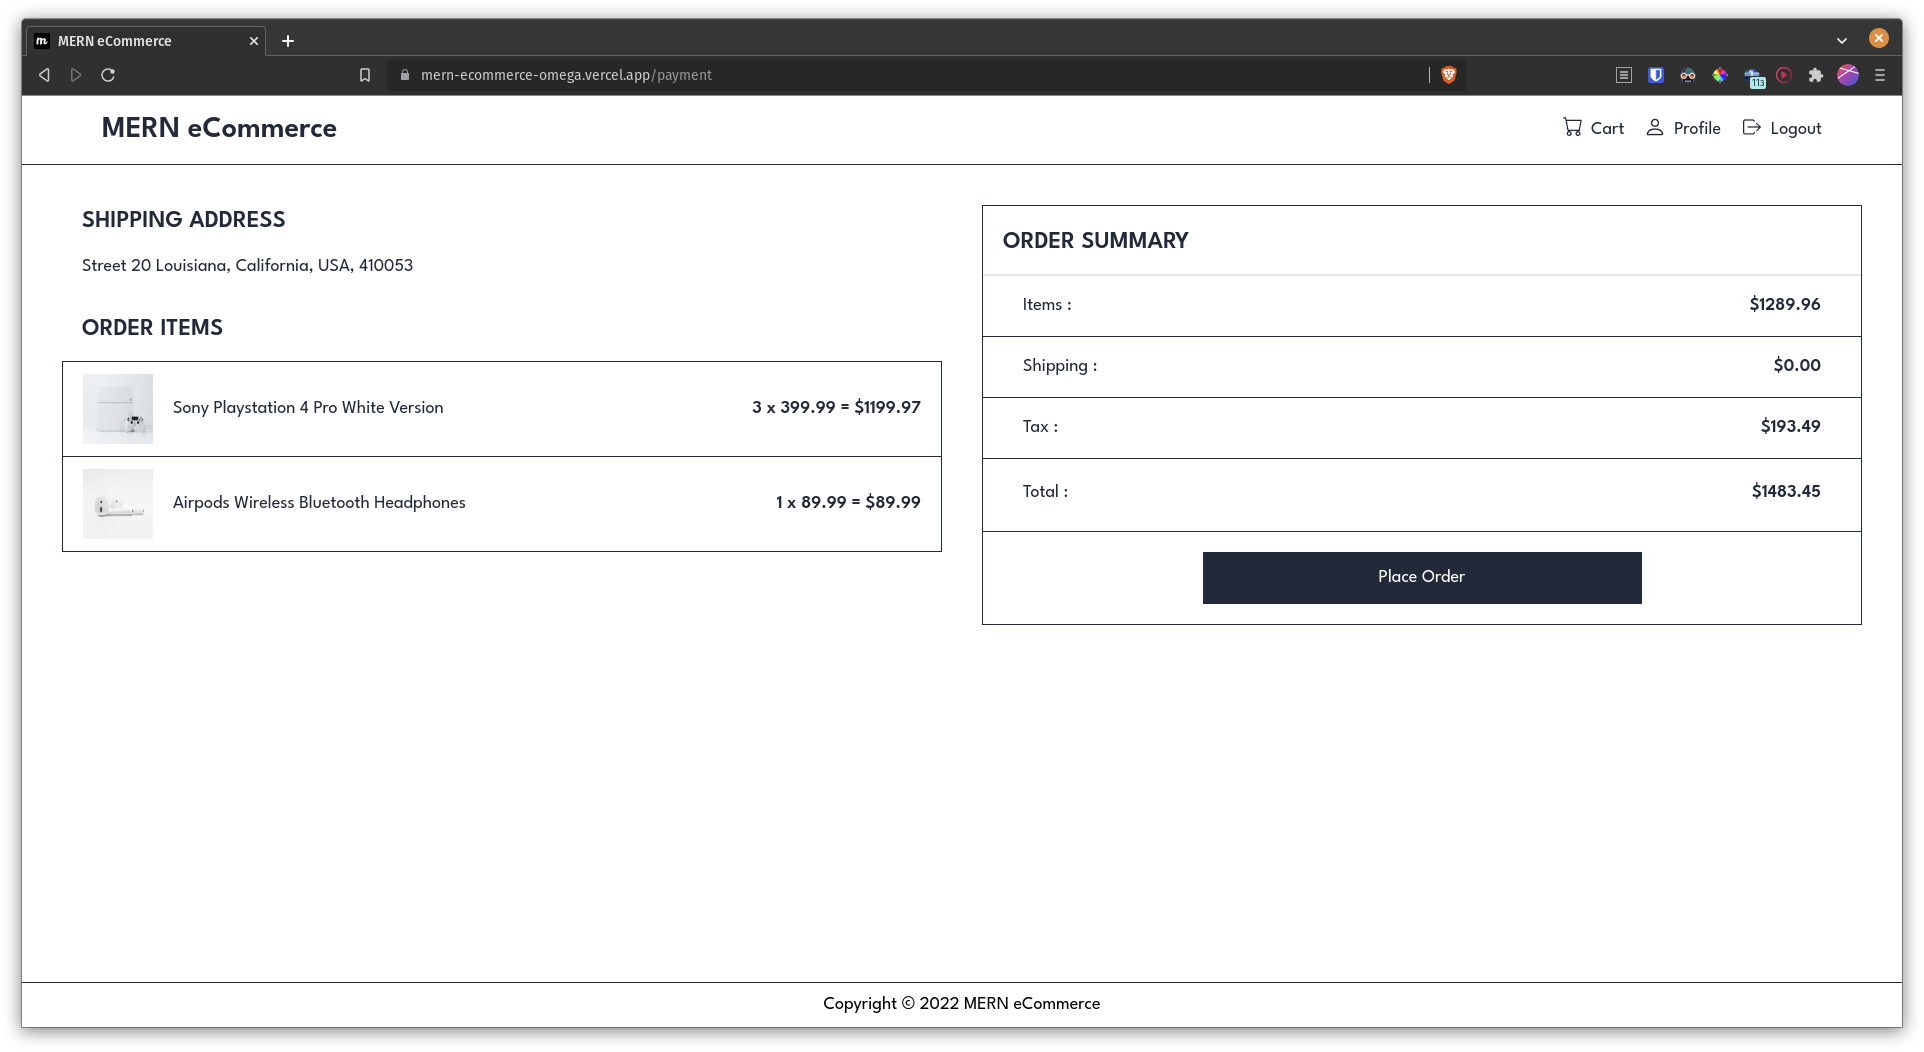 MERN eCommerce
mern-ecommerce-omega.vercel.app/payment
113
MERN eCommerce
Cart
Profile
Logout
SHIPPING ADDRESS
Street 20 Louisiana, California, USA, 410053
ORDER ITEMS
Sony Playstation 4 Pro White Version 3 x 399.99 = $1199.97
Airpods Wireless Bluetooth Headphones 1 x 89.99 = $89.99
ORDER SUMMARY
Items : $1289.96
Shipping : $0.00
Tax : $193.49
Total : $1483.45
Place Order
Copyright © 2022 MERN eCommerce